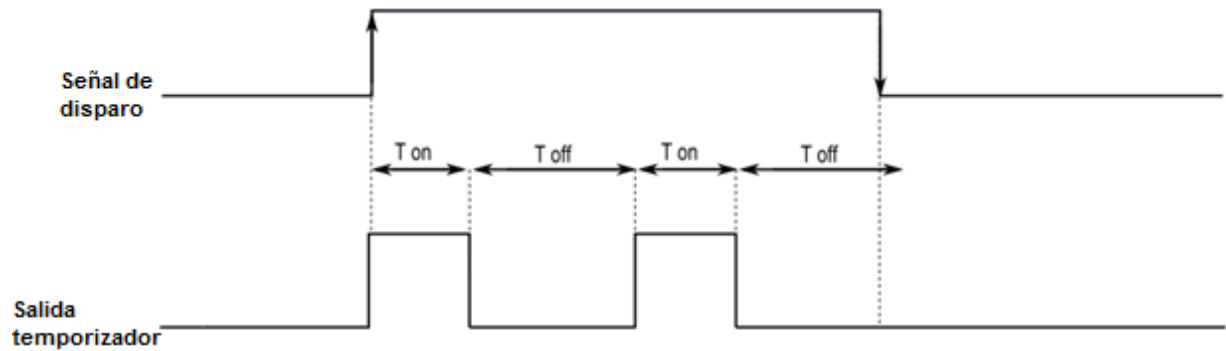 Señal de
disparo
T on
T off
T on
T off
Salida
temporizador